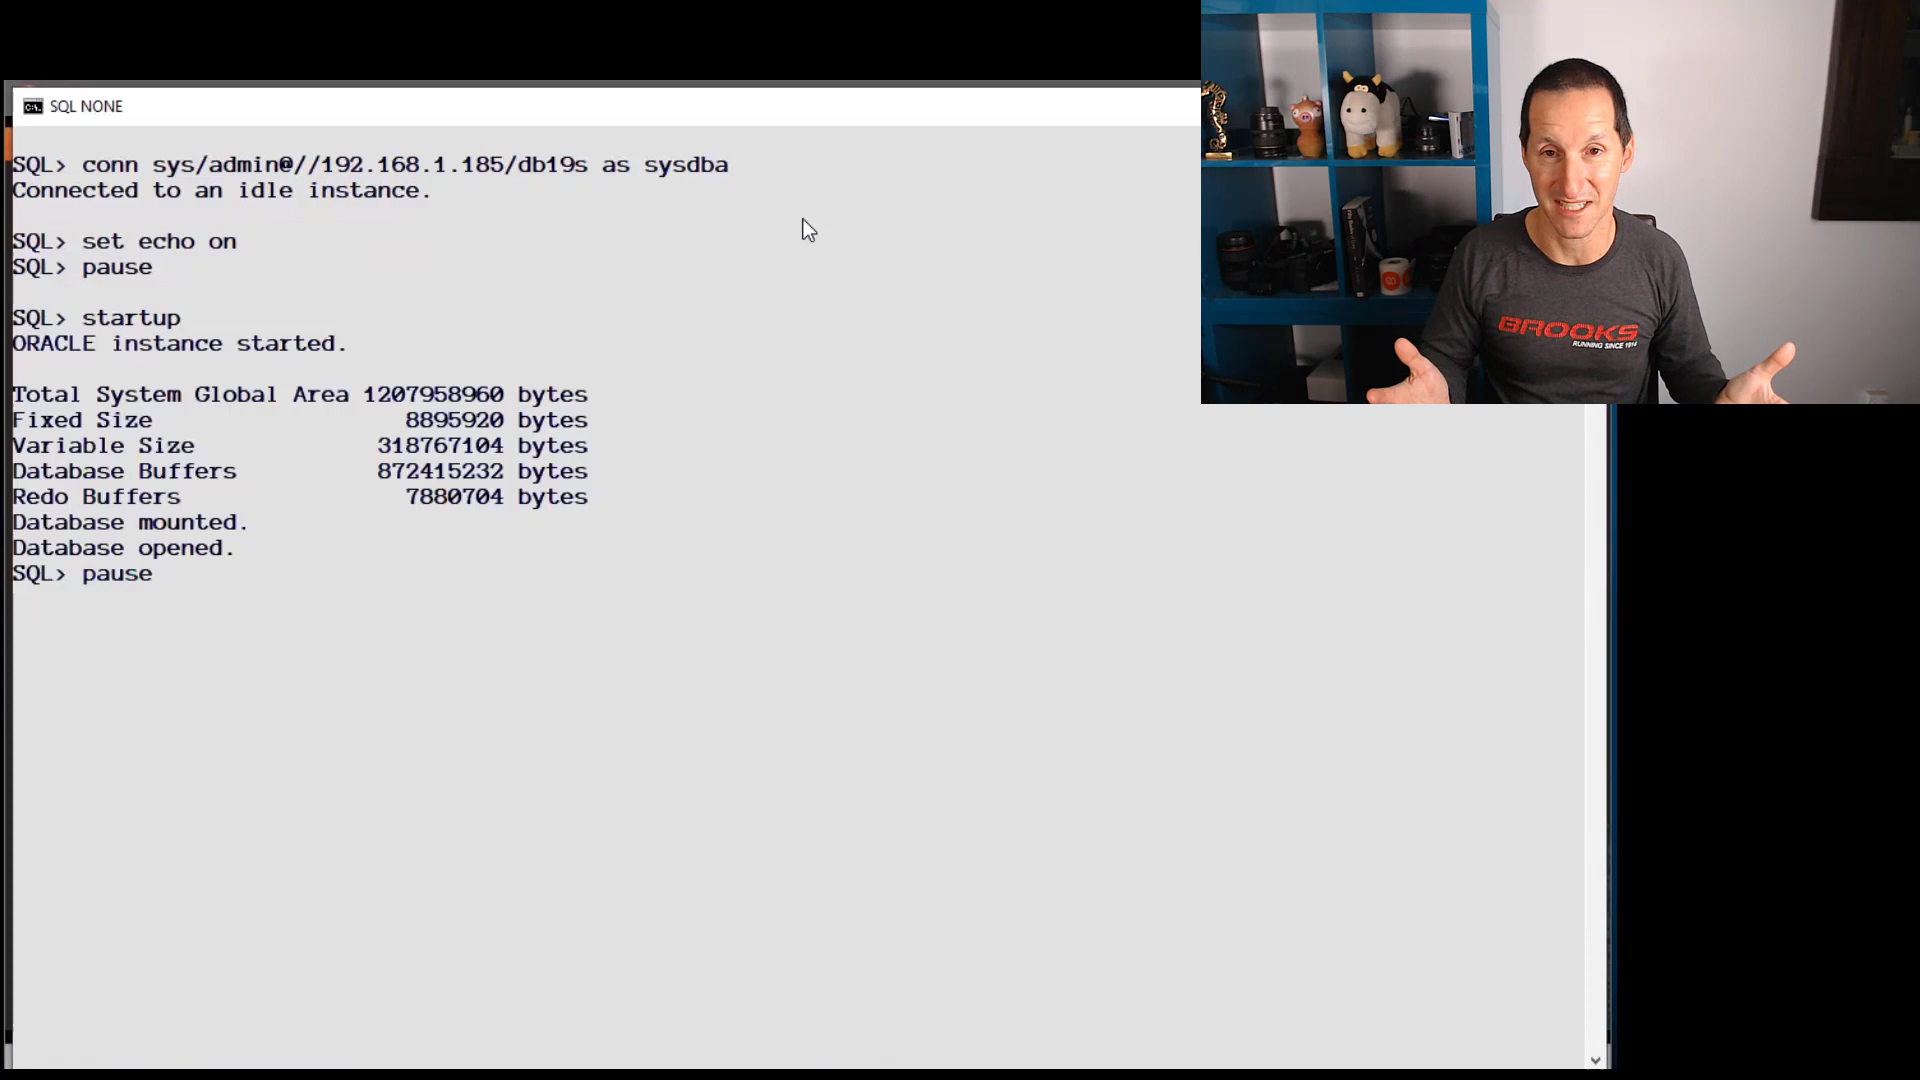 SQL NONE
SQL> conn sys/admin@//192.168.1.185/db19s as sysdba
Connected to an idle instance.
SQL> set echo on
SQL> pause
SQL> startup
ORACLE instance started.
Total System Global Area 1207958960 bytes
Fixed Size 8895920 bytes
Variable Size 318767104 bytes
Database Buffers 872415232 bytes
Redo Buffers 7880704 bytes
Database mounted.
Database opened.
SQL> pause
BROOKS
RUNNING SINCE 1914